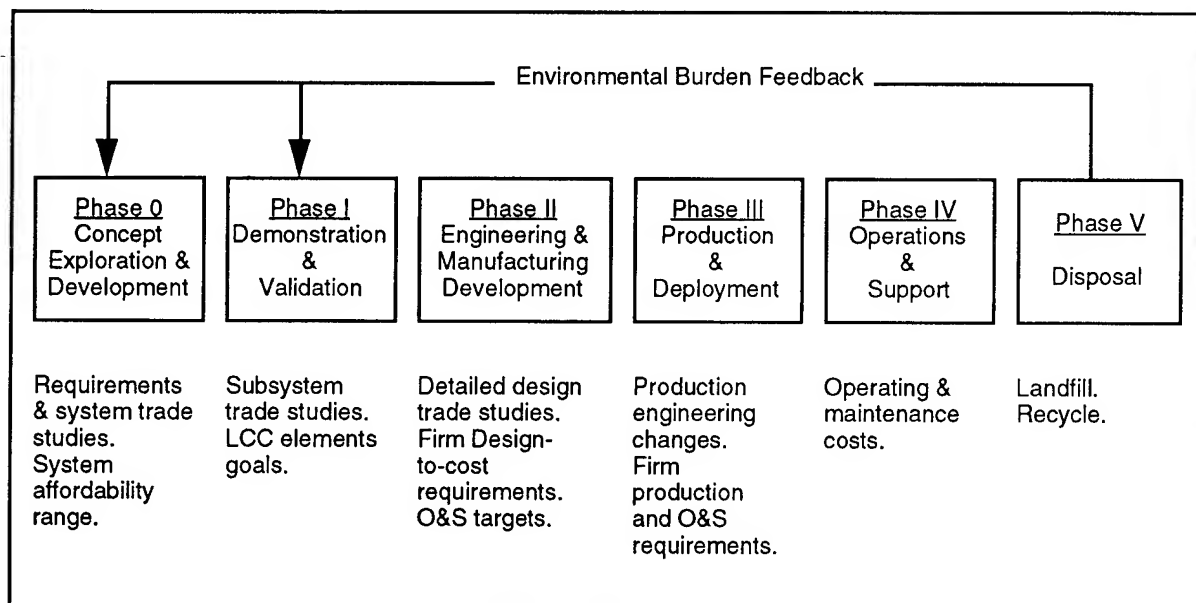 Environmental Burden Feedback
Phase 0
Concept
Exploration &
Development
Phase I
Demonstration
&
Validation
Phase II
Engineering &
Manufacturing
Development
Phase III
Production
&
Deployment
Phase IV
Operations
&
Support
Phase V
Disposal
Requirements
& system trade
studies.
System
affordability
range.
Subsystem
trade studies.
LCC elements
goals.
Detailed design
trade studies.
Firm Design-
to-cost
requirements.
O&S targets.
Production
engineering
changes.
Firm
production
and O&S
requirements.
Operating &
maintenance
costs.
Landfill.
Recycle.